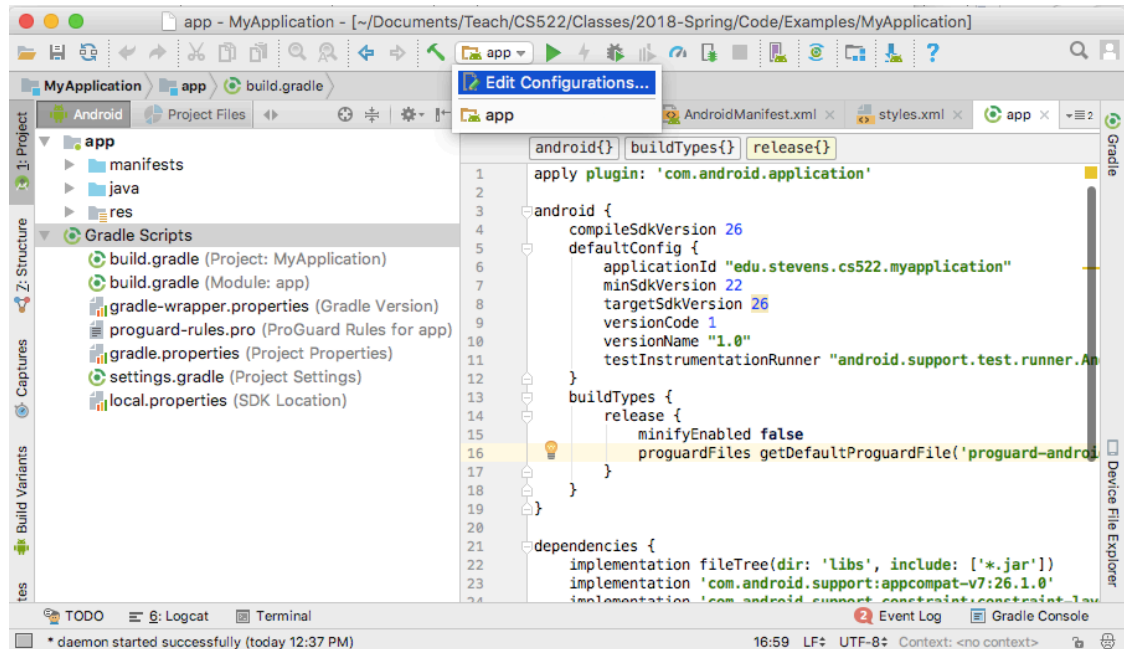 app - MyApplication - [~/Documents/Teach/CS522/Classes/2018-Spring/Code/Examples/MyApplication]
app
?
MyApplication app build.gradle
Edit Configurations...
app
Android Project Files
AndroidManifest.xml styles.xml app 2
1: Project
Z: Structure
Captures
Build Variants
app
manifests
java
res
Gradle Scripts
build.gradle (Project: MyApplication)
build.gradle (Module: app)
gradle-wrapper.properties (Gradle Version)
proguard-rules.pro (ProGuard Rules for app)
gradle.properties (Project Properties)
settings.gradle (Project Settings)
local.properties (SDK Location)
android{} buildTypes{} release{}
1 apply plugin: 'com.android.application'
2
3 android {
4 compileSdkVersion 26
5 defaultConfig {
6 applicationId "edu.stevens.cs522.myapplication"
7 minSdkVersion 22
8 targetSdkVersion 26
9 versionCode 1
10 versionName "1.0"
11 testInstrumentationRunner "android.support.test.runner.An
12 }
13 buildTypes {
14 release {
15 minifyEnabled false
16 proguardFiles getDefaultProguardFile('proguard-androi
17 }
18 }
19 }
20
21 dependencies {
22 implementation fileTree(dir: 'libs', include: ['*.jar'])
23 implementation 'com.android.support:appcompat-v7:26.1.0'
24 implementation 'com.android.support.constraint:constraint-lay
Gradle
Device File Explorer
TODO 6: Logcat Terminal
2 Event Log Gradle Console
* daemon started successfully (today 12:37 PM)
16:59 LF UTF-8 Context: <no context>